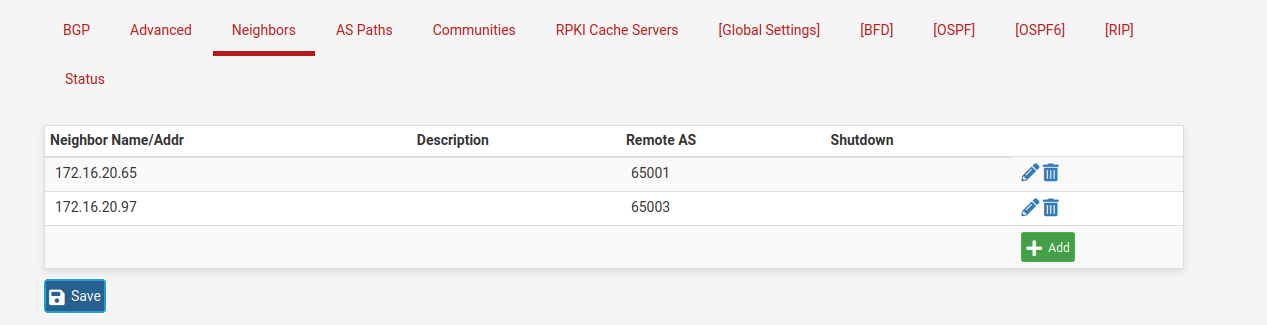 BGP Advanced Neighbors AS Paths Communities RPKI Cache Servers [Global Settings] [BFD] [OSPF] [OSPF6] [RIP]
Status
Neighbor Name/Addr Description Remote AS Shutdown
172.16.20.65 65001
172.16.20.97 65003
Add
Save